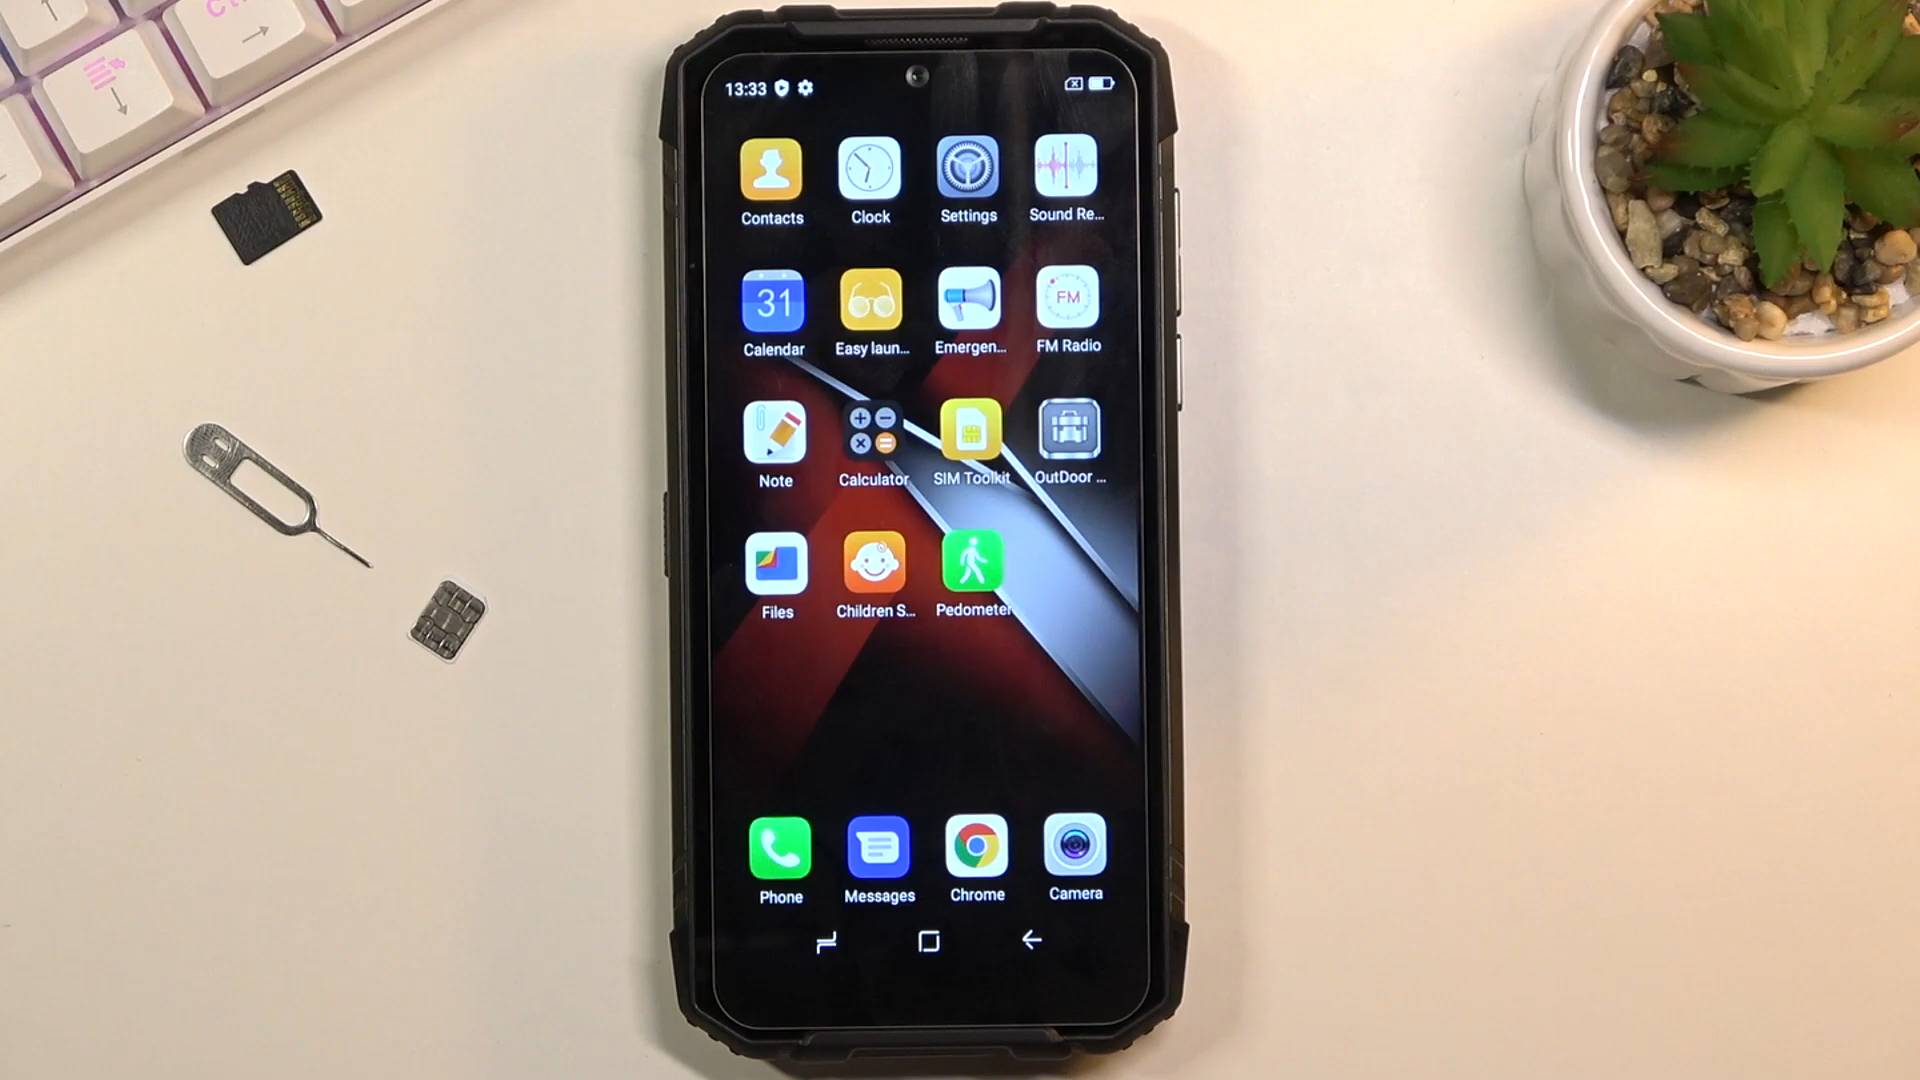 Ctrl
13:33
Contacts
Clock
Settings
Sound Re...
31
FM
Calendar
Easy laun...
Emergen...
FM Radio
Note
Calculator
SIM Toolkit
OutDoor ...
Files
Children S...
Pedometer
Phone
Messages
Chrome
Camera